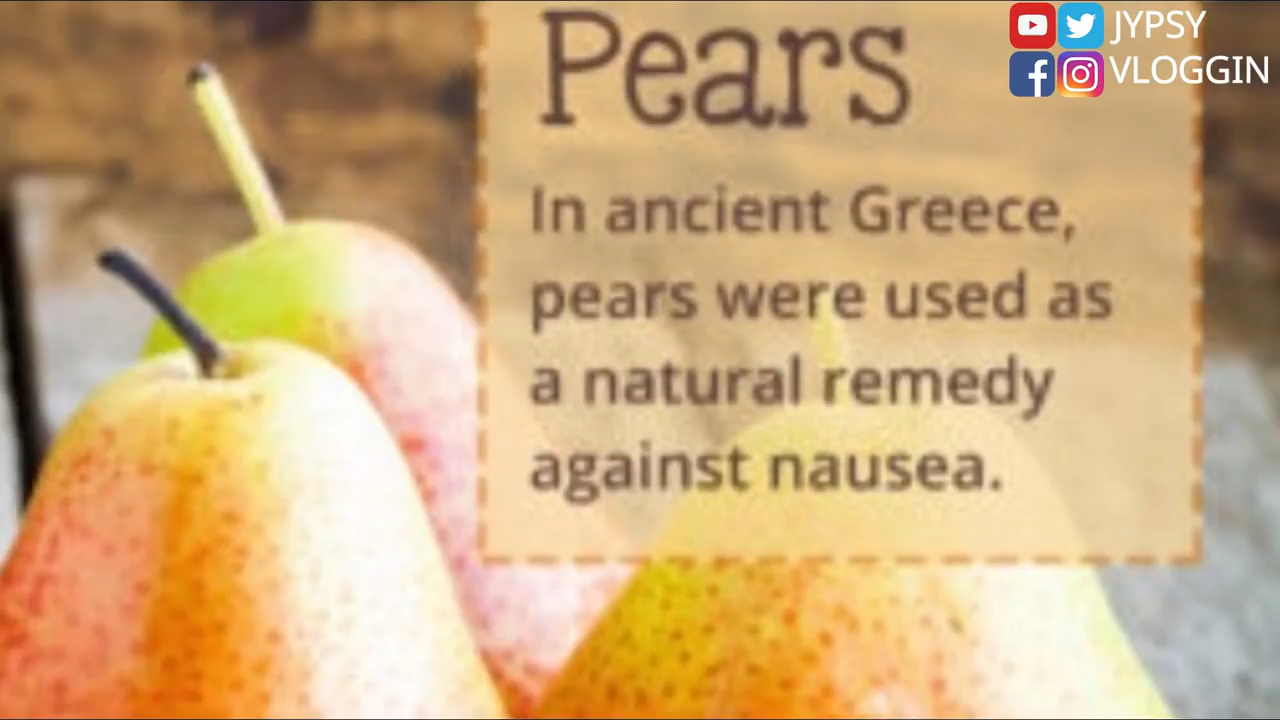 Pears
In ancient Greece,
pears were used as
a natural remedy
against nausea.
JYPSY
VLOGGIN